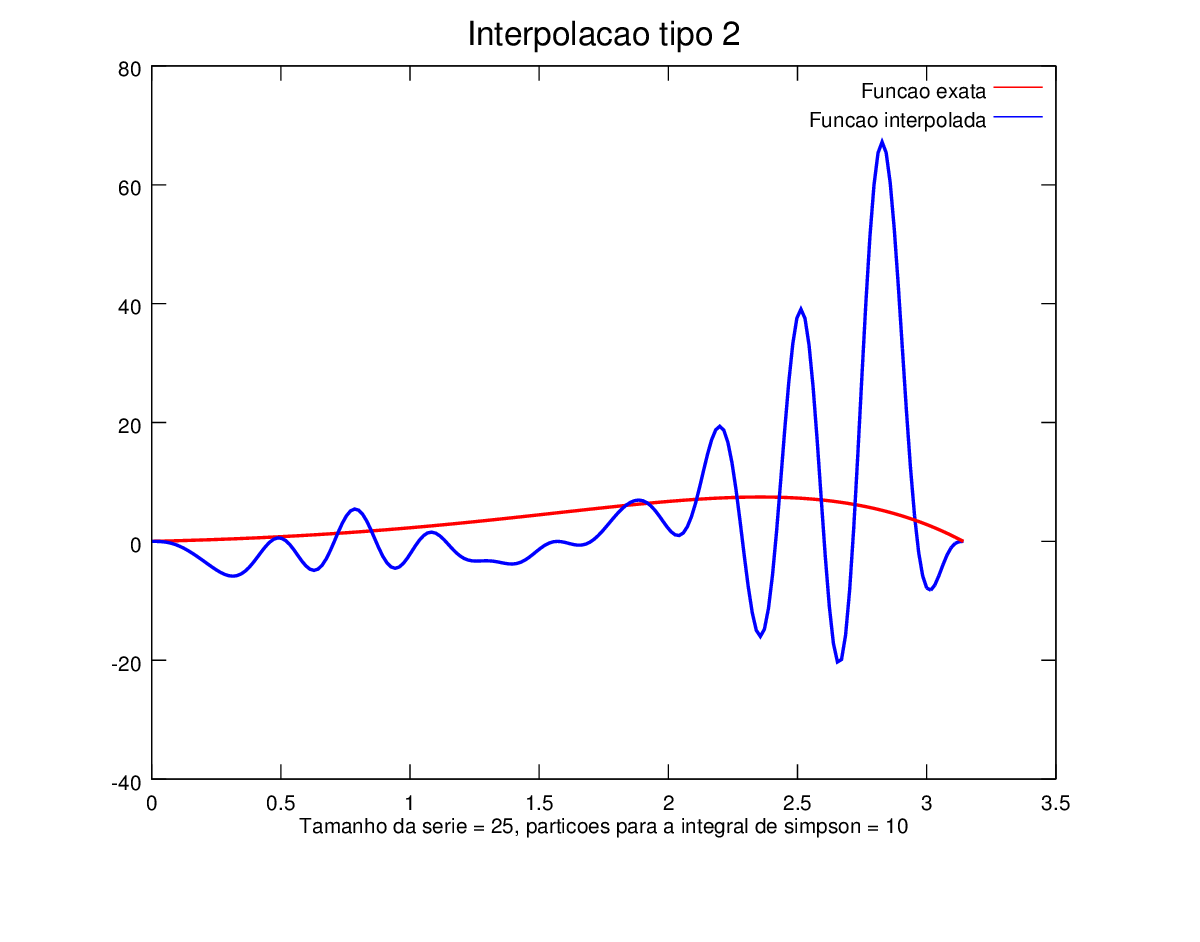 Interpolacao tipo 2
80
60
40
20
0
-20
-40
Funcao exata
Funcao interpolada
0 0.5 1 1.5 2 2.5 3 3.5
Tamanho da serie = 25, particoes para a integral de simpson = 10